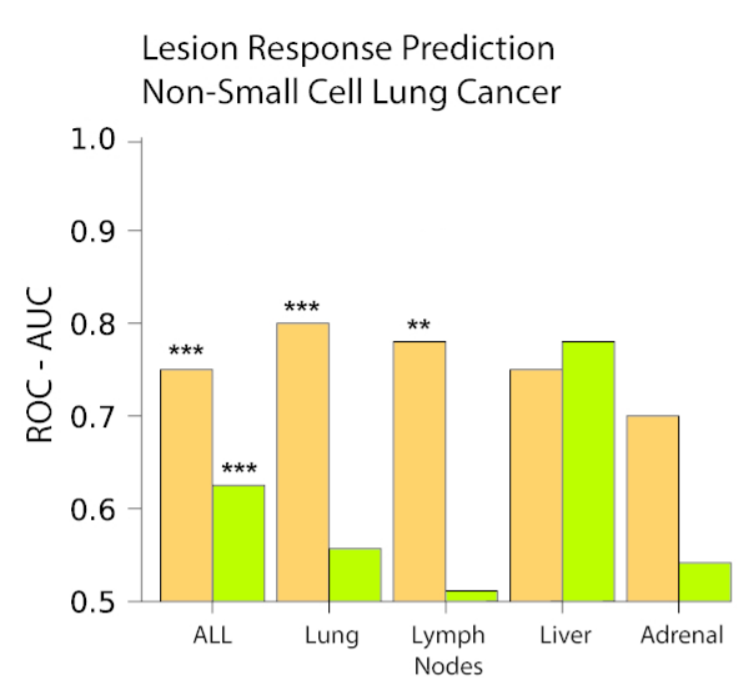 Lesion Response Prediction
Non-Small Cell Lung Cancer
ROC - AUC
1.0
0.9
0.8
0.7
0.6
0.5
***
***
***
**
ALL
Lung
Lymph
Nodes
Liver
Adrenal